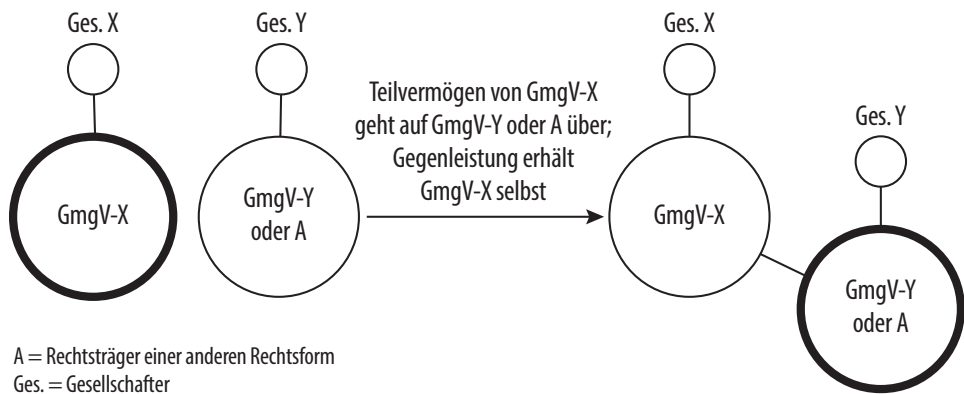 Ges. X
Ges. Y
GmgV-X
GmgV-Y
oder A
Teilvermögen von GmgV-X
geht auf GmgV-Y oder A über;
Gegenleistung erhält
GmgV-X selbst
Ges. X
GmgV-X
Ges. Y
GmgV-Y
oder A
A = Rechtsträger einer anderen Rechtsform
Ges. = Gesellschafter